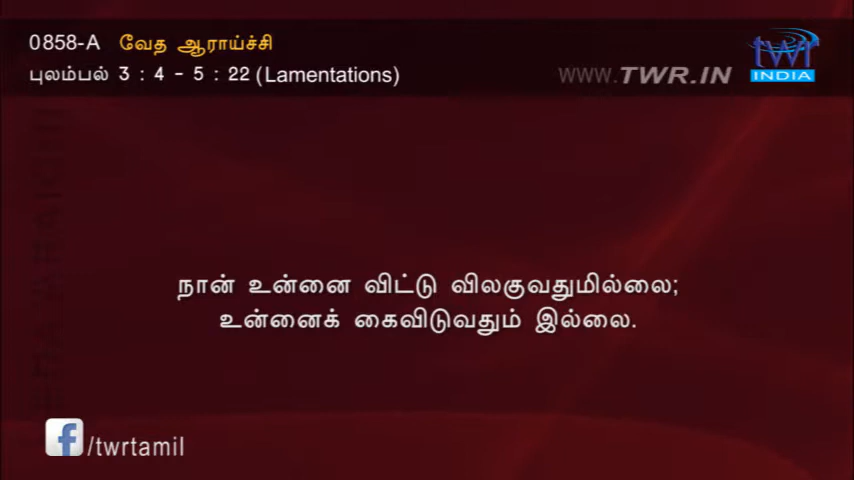 0858-A வேத ஆராய்ச்சி
புலம்பல் 3 : 4 - 5 : 22 (Lamentations)
WWW.TWR.IN
twr
INDIA
நான் உன்னை விட்டு விலகுவதுமில்லை;
உன்னைக் கைவிடுவதும் இல்லை.
f/twrtamil